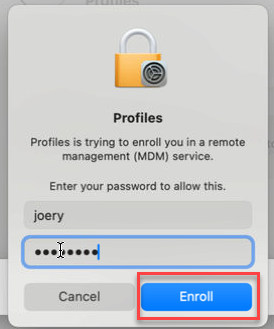 Profiles
Profiles
Profiles is trying to enroll you in a remote
management (MDM) service.
Enter your password to allow this.
joery
Cancel
Enroll